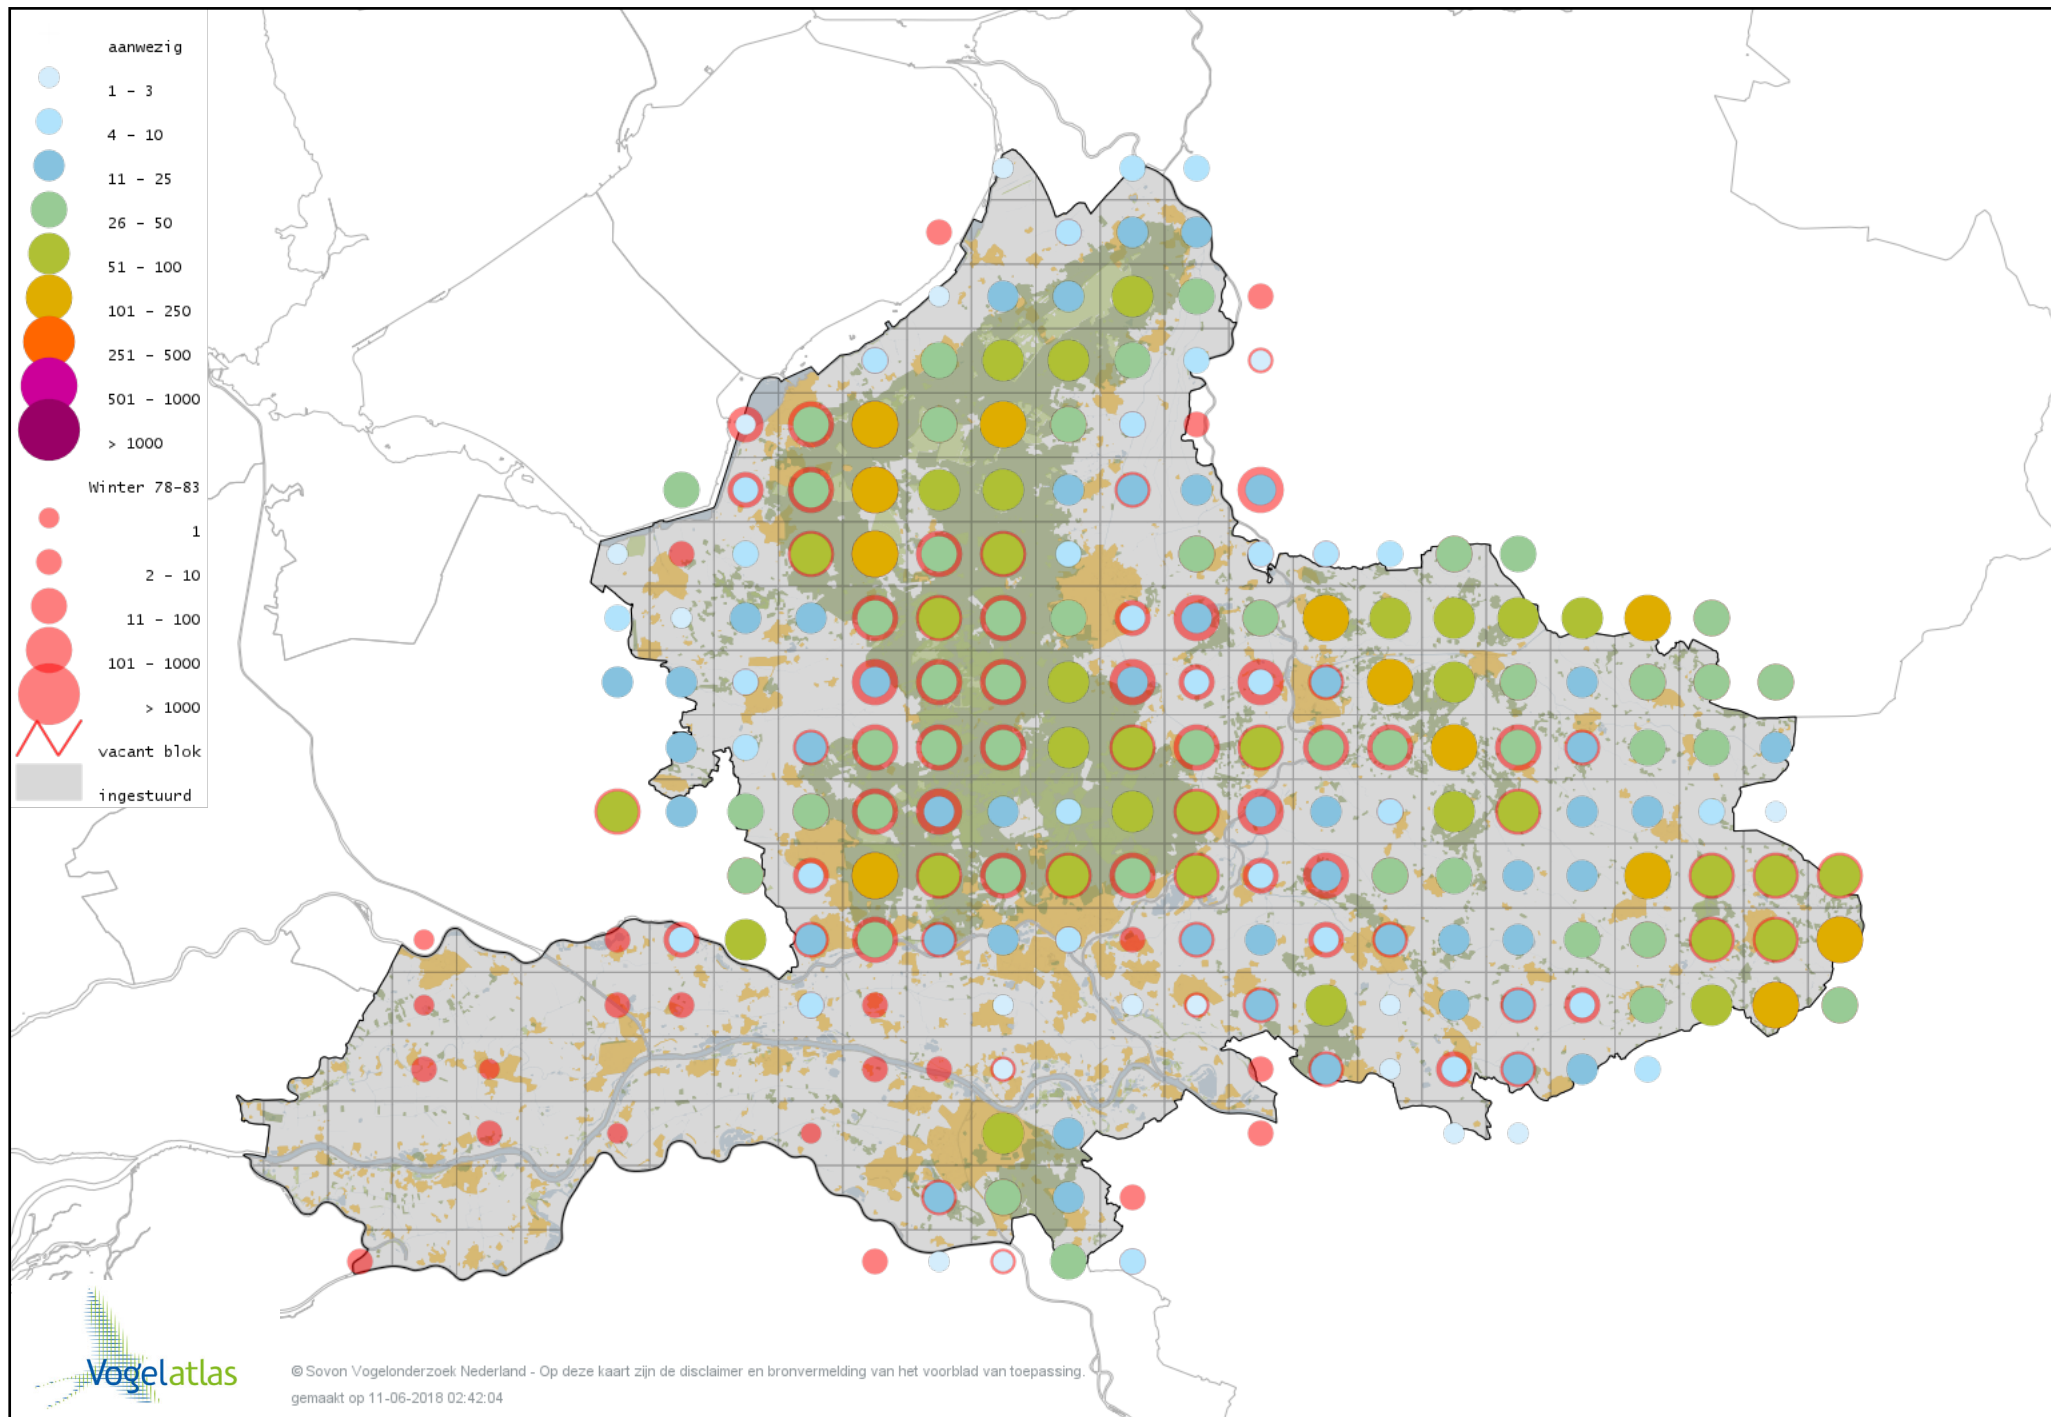 aanwezig
1 - 3
4 - 10
11 - 25
26 - 50
51 - 100
101 - 250
251 - 500
501 - 1000
> 1000
Winter 78-83
1
2 - 10
11 - 100
101 - 1000
> 1000
vacant blok
ingestuurd
Vogelatlas
© Sovon Vogelonderzoek Nederland - Op deze kaart zijn de disclaimer en bronvermelding van het voorblad van toepassing.
gemaakt op 11-06-2018 02:42:04